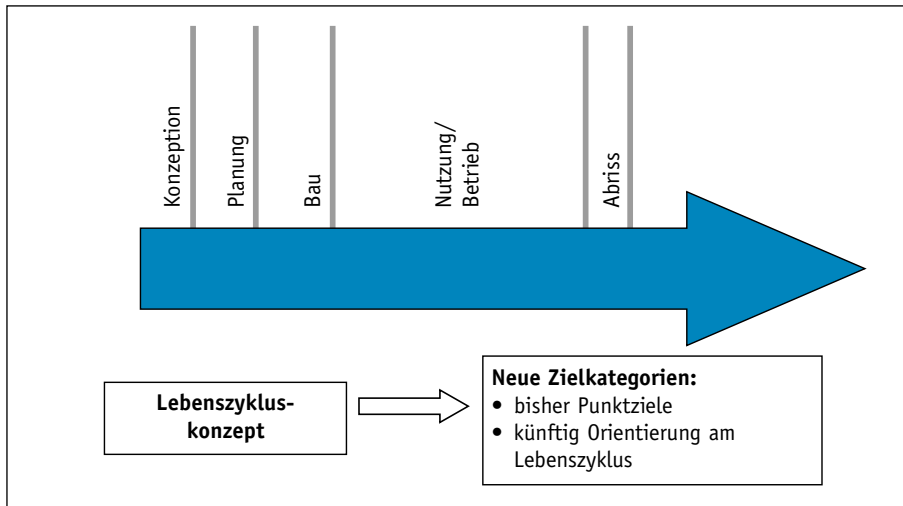 Konzeption
Planung
Bau
Nutzung/
Betrieb
Abriss
Lebenszyklus-
konzept
Neue Zielkategorien:
• bisher Punktziele
• künftig Orientierung am
Lebenszyklus